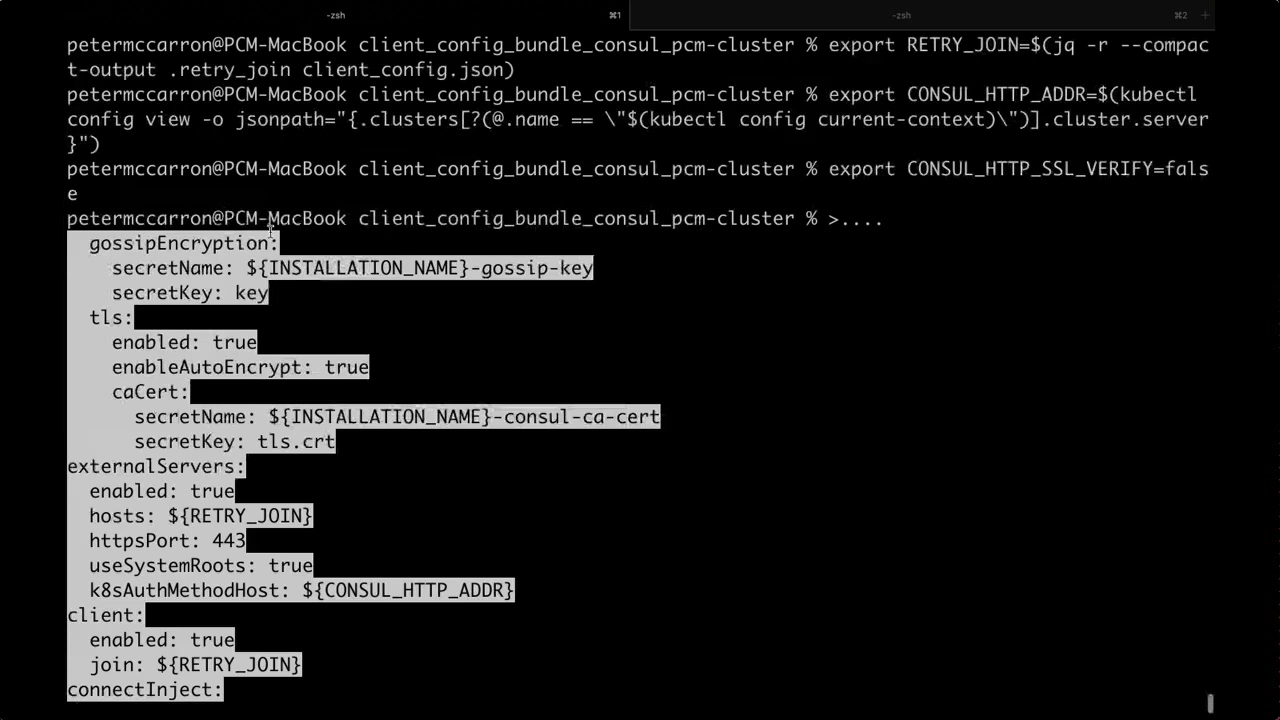 -zsh ⌘1 -zsh ⌘2 +
petermccarron@PCM-MacBook client_config_bundle_consul_pcm-cluster % export RETRY_JOIN=$(jq -r --compac
t-output .retry_join client_config.json)
petermccarron@PCM-MacBook client_config_bundle_consul_pcm-cluster % export CONSUL_HTTP_ADDR=$(kubectl
config view -o jsonpath="{.clusters[?(@.name == \"$(kubectl config current-context)\")].cluster.server
}")
petermccarron@PCM-MacBook client_config_bundle_consul_pcm-cluster % export CONSUL_HTTP_SSL_VERIFY=fals
e
petermccarron@PCM-MacBook client_config_bundle_consul_pcm-cluster % >....
  gossipEncryption:
    secretName: ${INSTALLATION_NAME}-gossip-key
    secretKey: key
  tls:
    enabled: true
    enableAutoEncrypt: true
    caCert:
      secretName: ${INSTALLATION_NAME}-consul-ca-cert
      secretKey: tls.crt
externalServers:
  enabled: true
  hosts: ${RETRY_JOIN}
  httpsPort: 443
  useSystemRoots: true
  k8sAuthMethodHost: ${CONSUL_HTTP_ADDR}
client:
  enabled: true
  join: ${RETRY_JOIN}
connectInject: